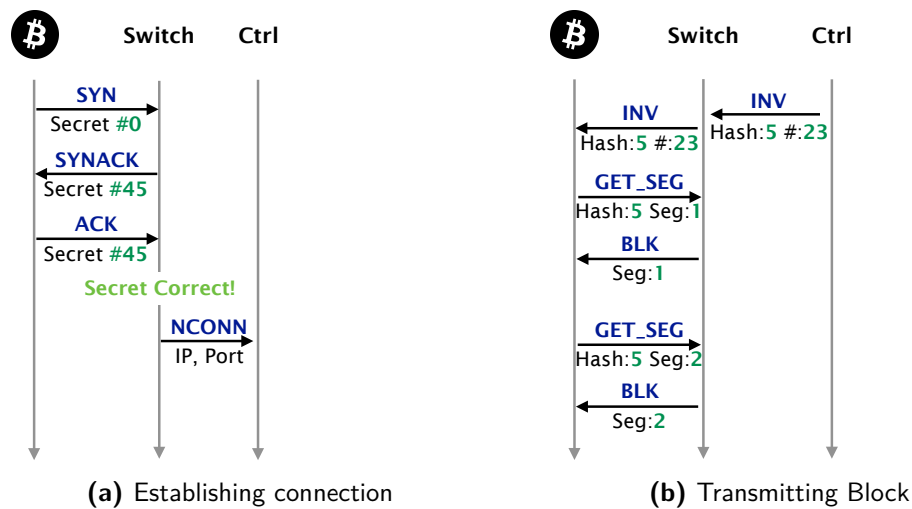 Switch Ctrl
SYN
Secret #0
SYNACK
Secret #45
ACK
Secret #45
Secret Correct!
NCONN
IP, Port
(a) Establishing connection
Switch Ctrl
INV
Hash:5 #:23
INV
Hash:5 #:23
GET_SEG
Hash:5 Seg:1
BLK
Seg:1
GET_SEG
Hash:5 Seg:2
BLK
Seg:2
(b) Transmitting Block